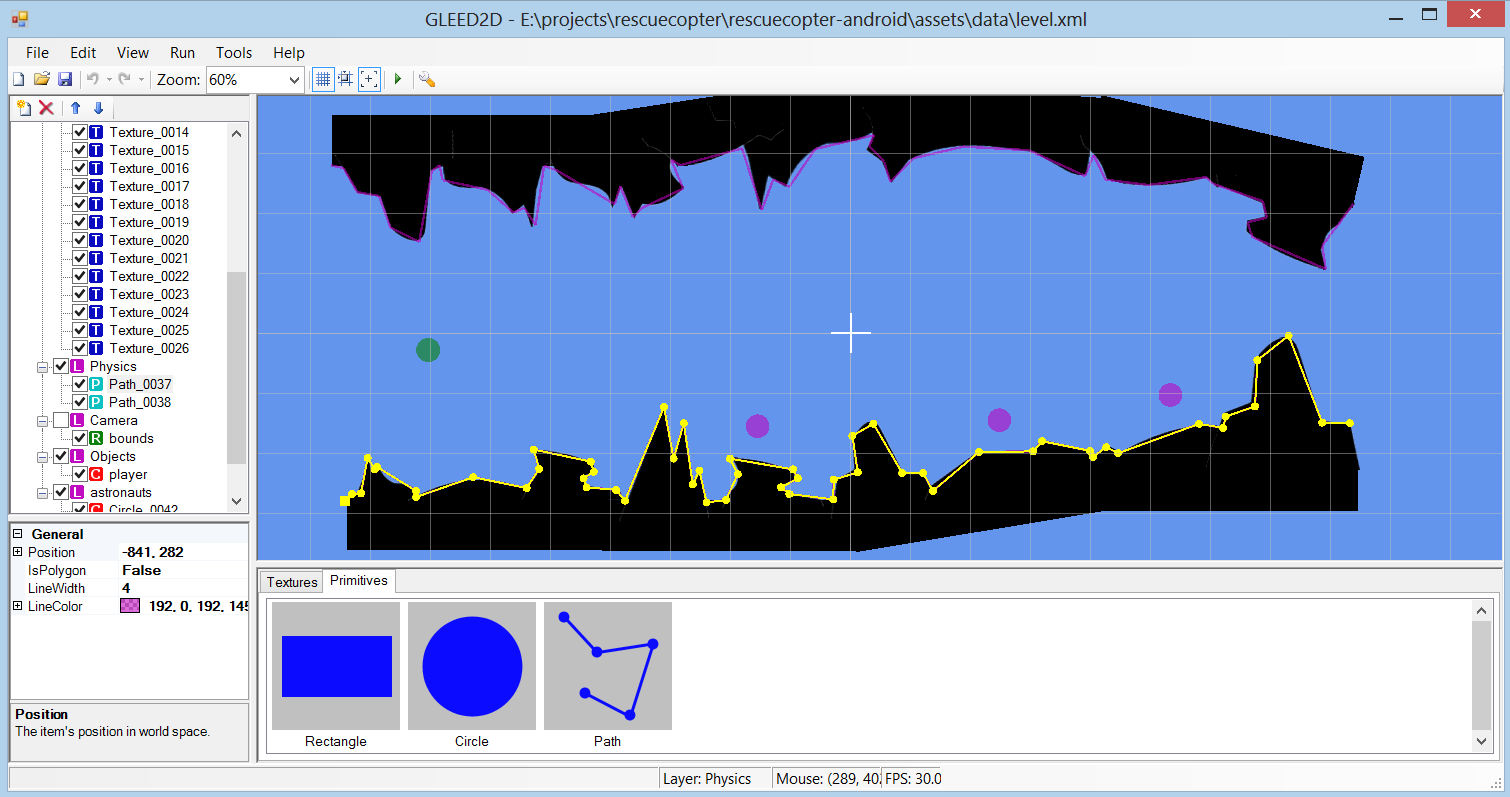 GLEED2D - E:\projects\rescuecopter\rescuecopter-android\assets\data\level.xml
File Edit View Run Tools Help
Zoom: 60%
T Texture_0014
T Texture_0015
T Texture_0016
T Texture_0017
T Texture_0018
T Texture_0019
T Texture_0020
T Texture_0021
T Texture_0022
T Texture_0023
T Texture_0024
T Texture_0025
T Texture_0026
L Physics
P Path_0037
P Path_0038
L Camera
R bounds
L Objects
C player
L astronauts
C Circle_0042
General
Position -841, 282
IsPolygon False
LineWidth 4
LineColor 192, 0, 192, 145
Position
The item's position in world space.
Textures Primitives
Rectangle Circle Path
Layer: Physics Mouse: (289, 40 FPS: 30.0